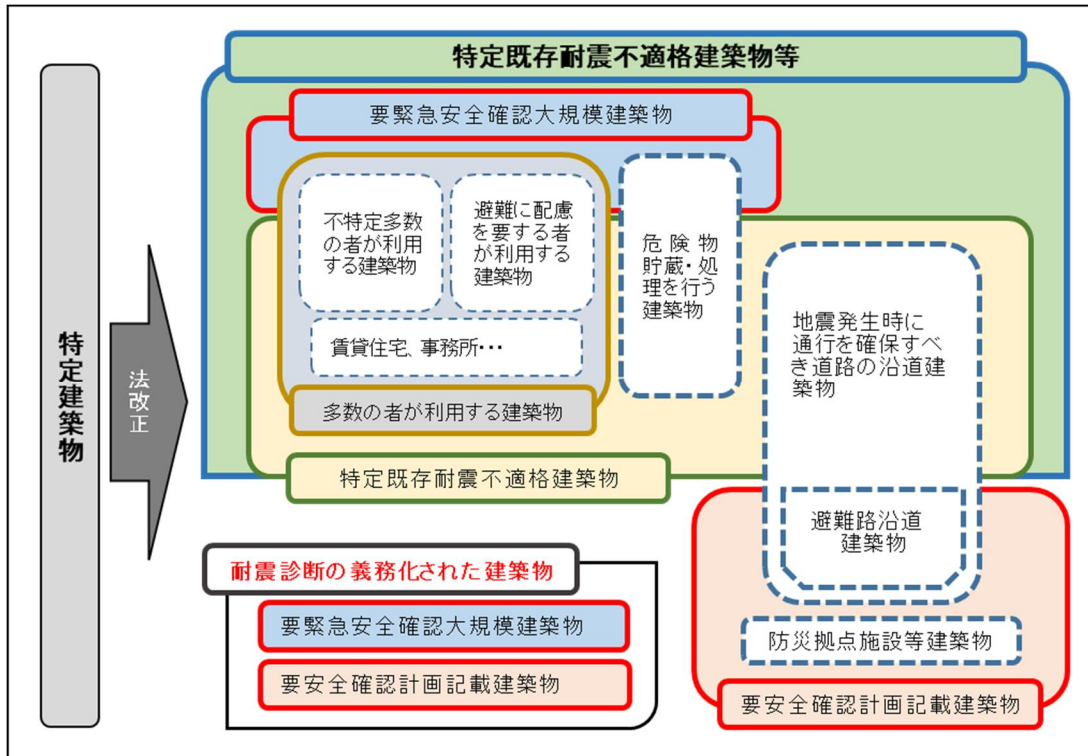 特定建築物
法改正
特定既存耐震不適格建築物等
要緊急安全確認大規模建築物
不特定多数
の者が利用
する建築物
避難に配慮
を要する者
が利用する
建築物
賃貸住宅、事務所・・・
多数の者が利用する建築物
危険物
貯蔵・処
理を行う
建築物
地震発生時に
通行を確保すべ
き道路の沿道建
築物
特定既存耐震不適格建築物
避難路沿道
建築物
防災拠点施設等建築物
要安全確認計画記載建築物
耐震診断の義務化された建築物
要緊急安全確認大規模建築物
要安全確認計画記載建築物